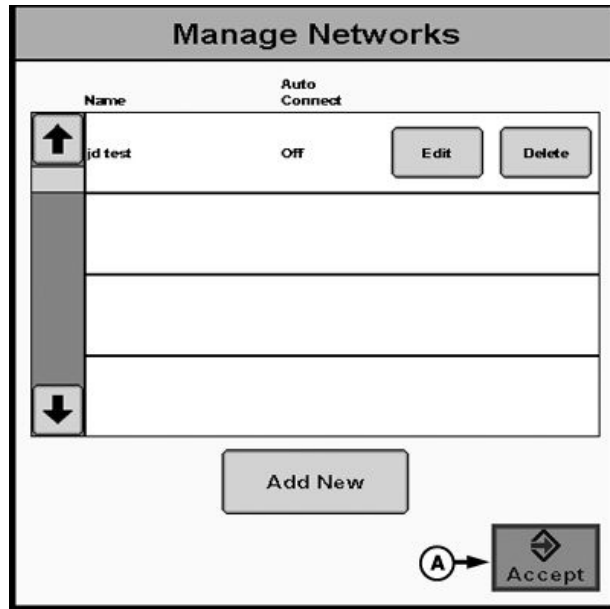 Manage Networks
Name
Auto
Connect
jd test
Off
Edit
Delete
Add New
A
Accept